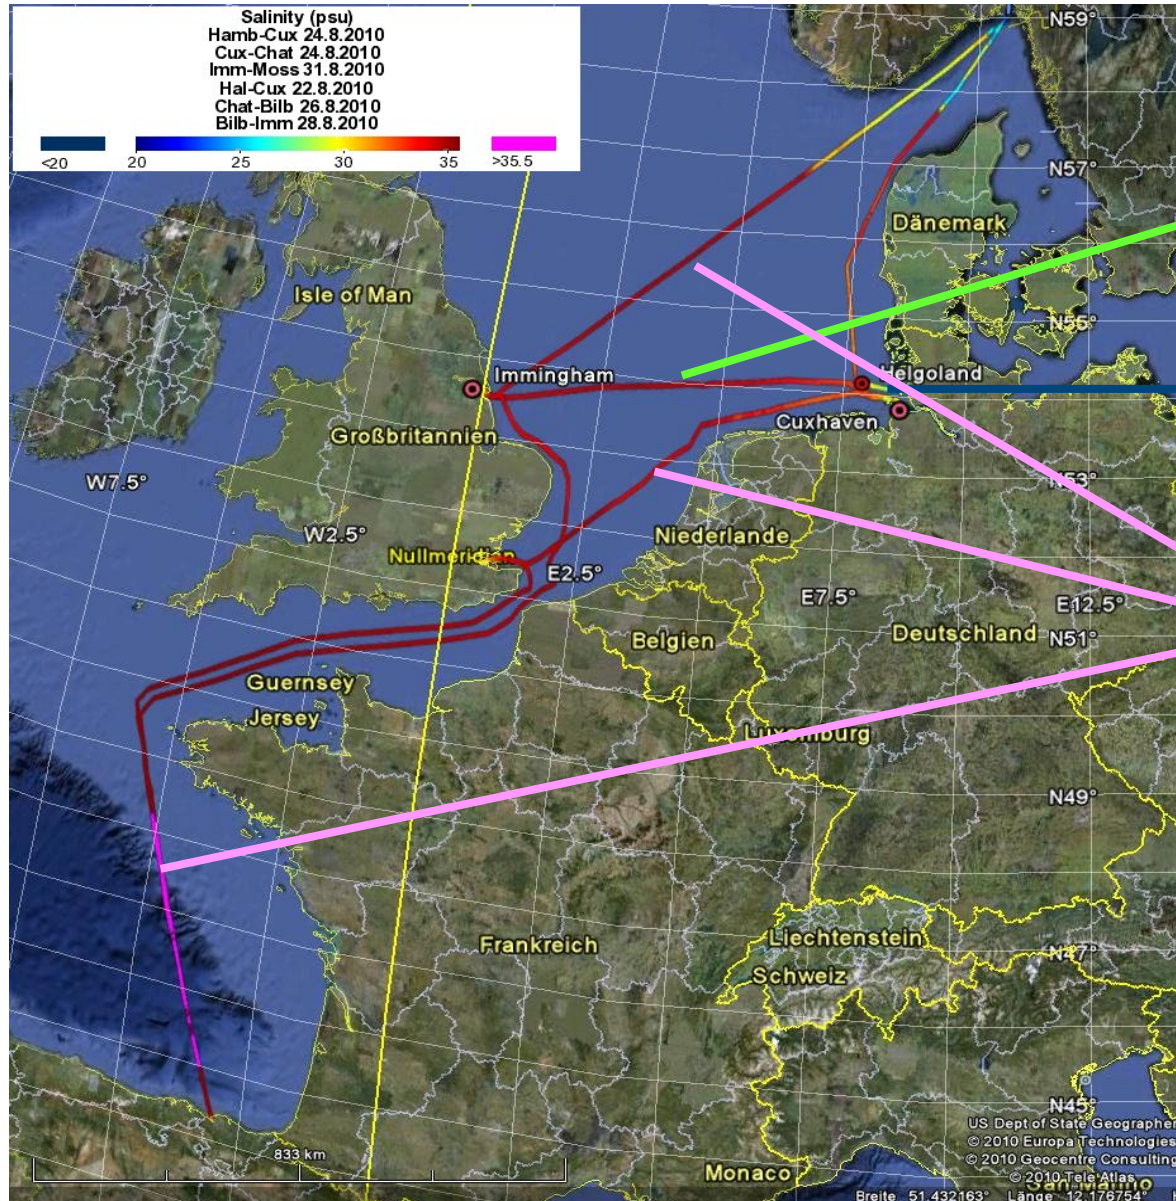 Salinity (psu)
Hamb-Cux 24.8.2010
Cux-Chat 24.8.2010
Imm-Moss 31.8.2010
Hal-Cux 22.8.2010
Chat-Bilb 26.8.2010
Bilb-Imm 28.8.2010
<20 20 25 30 35 >35.5
N59°
N57°
Dänemark
Isle of Man
N55°
Immingham
Helgoland
Cuxhaven
Großbritannien
W7.5°
N53°
W2.5°
Niederlande
Nullmeridian
E2.5°
E7.5°
E12.5°
Belgien
Deutschland
N51°
Guernsey
Jersey
Luxemburg
N49°
Frankreich
Liechtenstein
N47°
Schweiz
N45°
US Dept of State Geographer
© 2010 Europa Technologies
© 2010 Geocentre Consulting
© 2010 Tele Atlas
833 km
Monaco
San Marino
Breite 51.432163° Länge 12.176754°